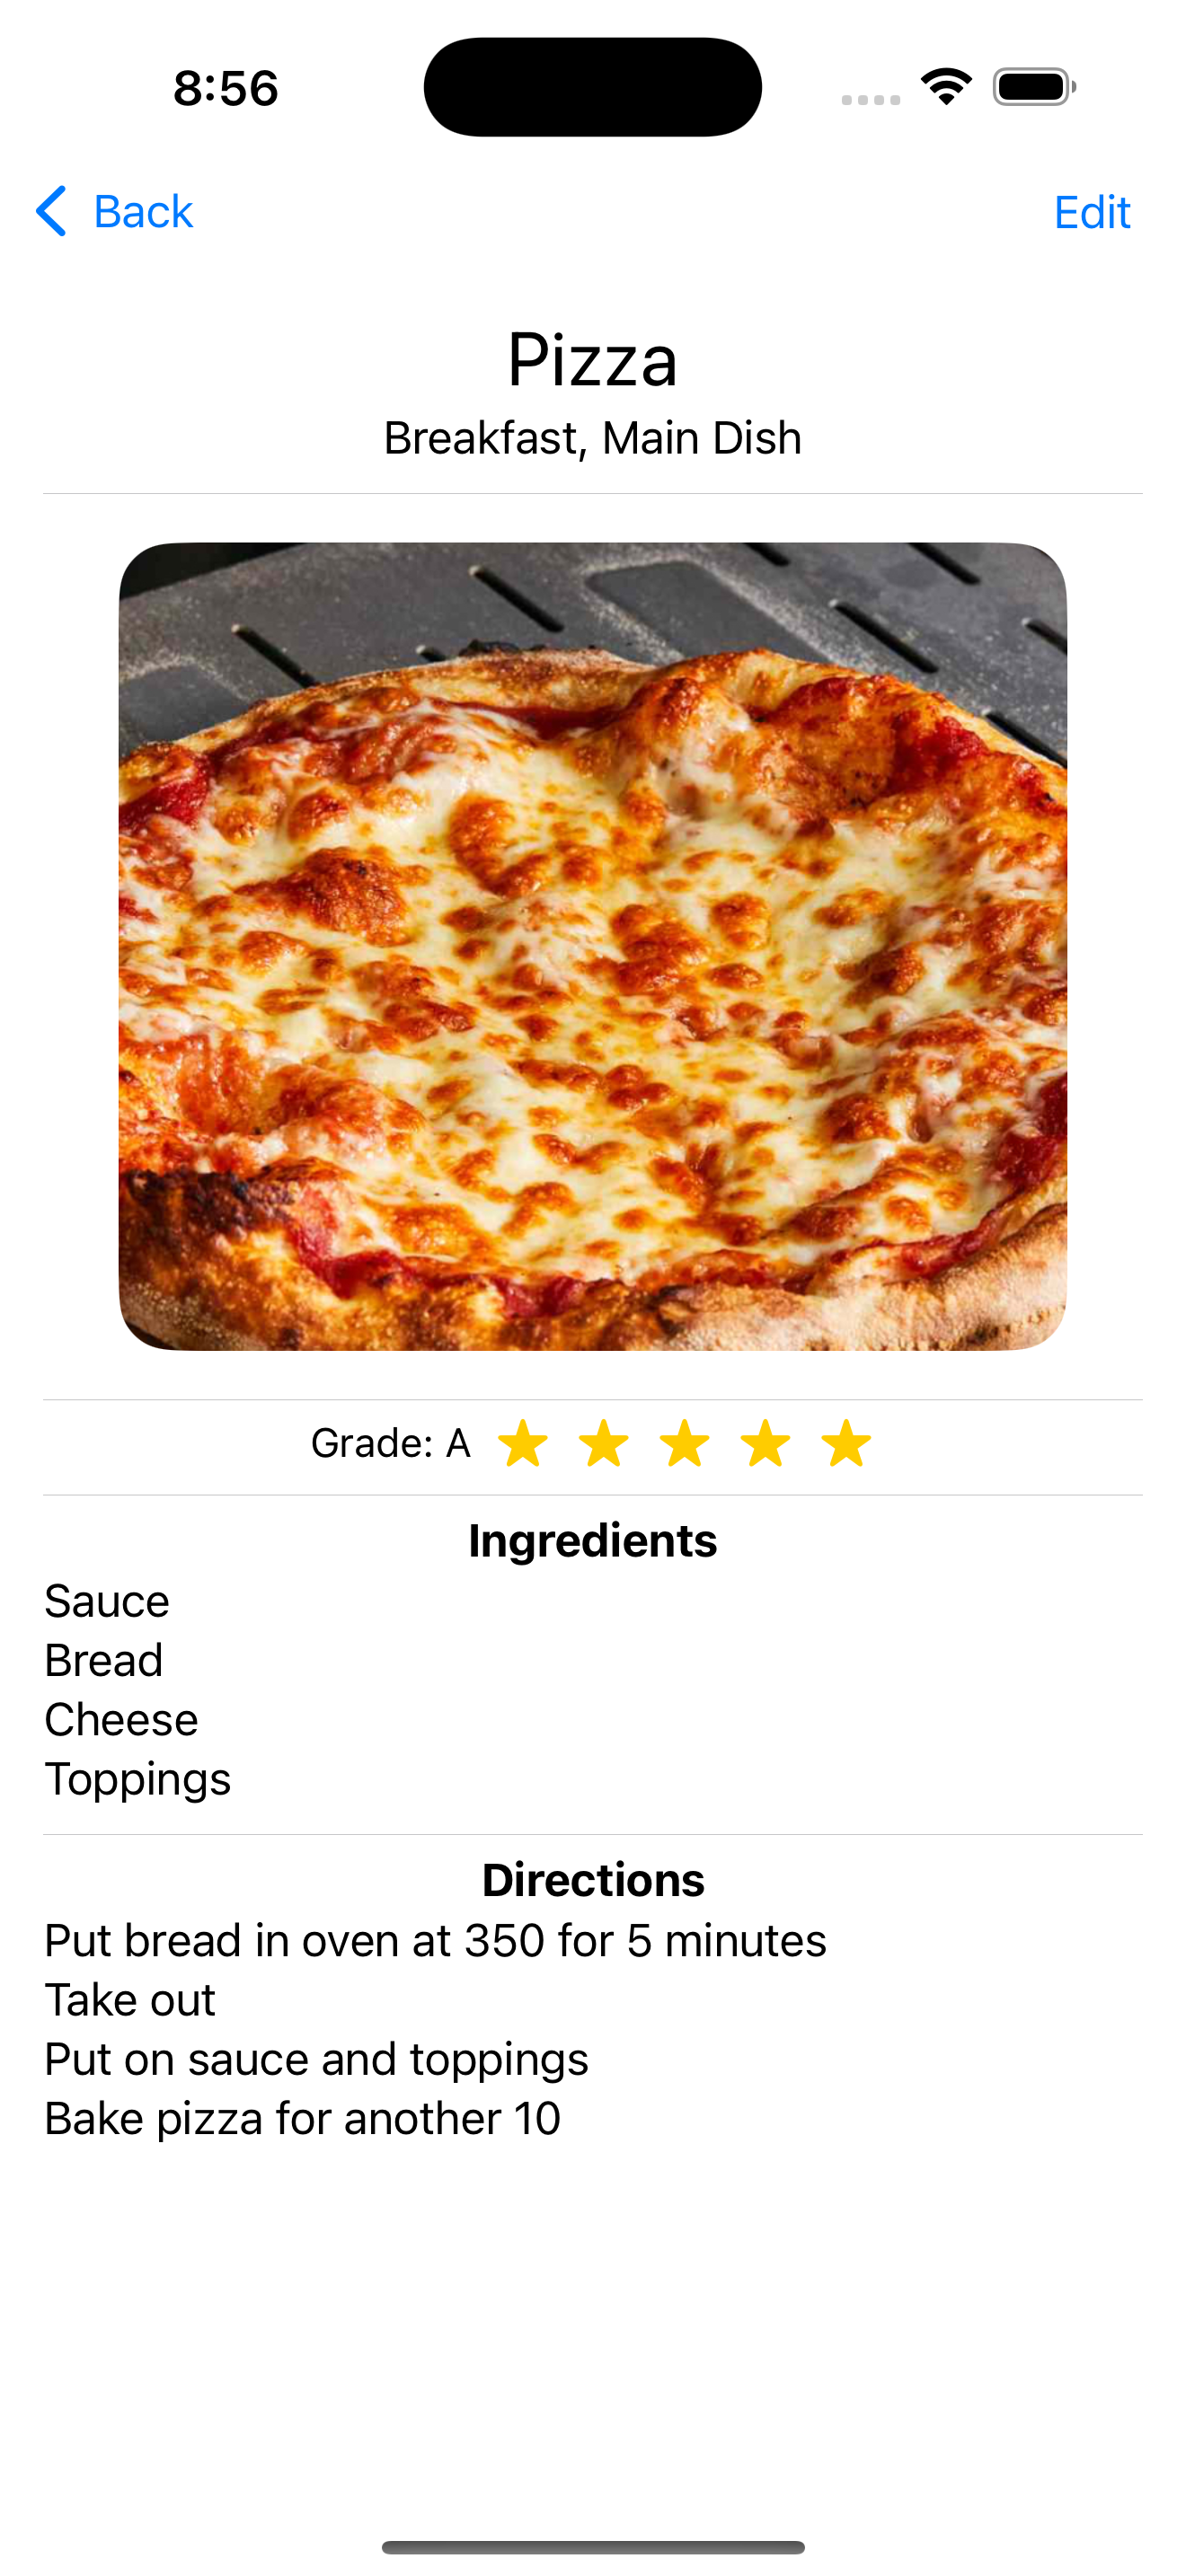 8:56
Back
Edit
Pizza
Breakfast, Main Dish
Grade: A
Ingredients
Sauce
Bread
Cheese
Toppings
Directions
Put bread in oven at 350 for 5 minutes
Take out
Put on sauce and toppings
Bake pizza for another 10